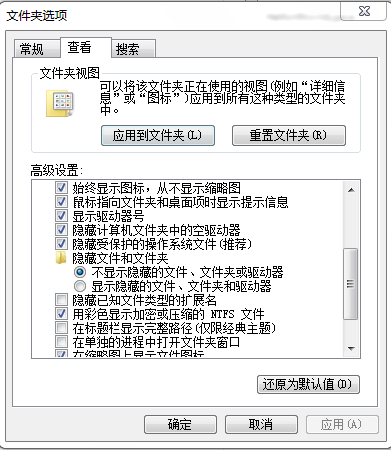 文件夹选项
常规
查看
搜索
文件夹视图
可以将该文件夹正在使用的视图(例如“详细信
息”或“图标”)应用到所有这种类型的文件夹
中。
应用到文件夹(L)
重置文件夹(R)
高级设置:
始终显示图标，从不显示缩略图
鼠标指向文件夹和桌面项时显示提示信息
显示驱动器号
隐藏计算机文件夹中的空驱动器
隐藏受保护的操作系统文件(推荐)
隐藏文件和文件夹
不显示隐藏的文件、文件夹或驱动器
显示隐藏的文件、文件夹和驱动器
隐藏已知文件类型的扩展名
用彩色显示加密或压缩的 NTFS 文件
在标题栏显示完整路径(仅限经典主题)
在单独的进程中打开文件夹窗口
在缩略图上显示文件图标
还原为默认值(D)
确定
取消
应用(A)